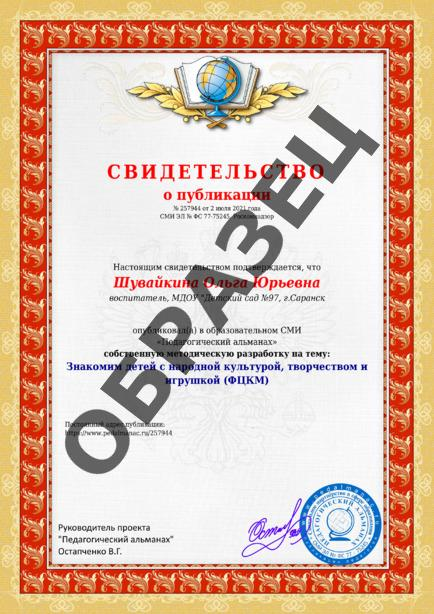 СВИДЕТЕЛЬСТВО
о публикации
№ 257944 от 2 июля 2021 года
СМИ ЭЛ № ФС 77-75245, Роскомнадзор
Настоящим свидетельством подтверждается, что
Шувайкина Ольга Юрьевна
воспитатель, МДОУ "Детский сад №97, г.Саранск
опубликовал(а) в образовательном СМИ
«Педагогический альманах»
собственную методическую разработку на тему:
Знакомим детей с народной культурой, творчеством и
игрушкой (ФЦКМ)
Постоянный адрес публикации:
https://www.pedalmanac.ru/257944
ОБРАЗЕЦ
Руководитель проекта
"Педагогический альманах"
Остапченко В.Г.
ПЕДАГОГИЧЕСКИЙ АЛЬМАНАХ